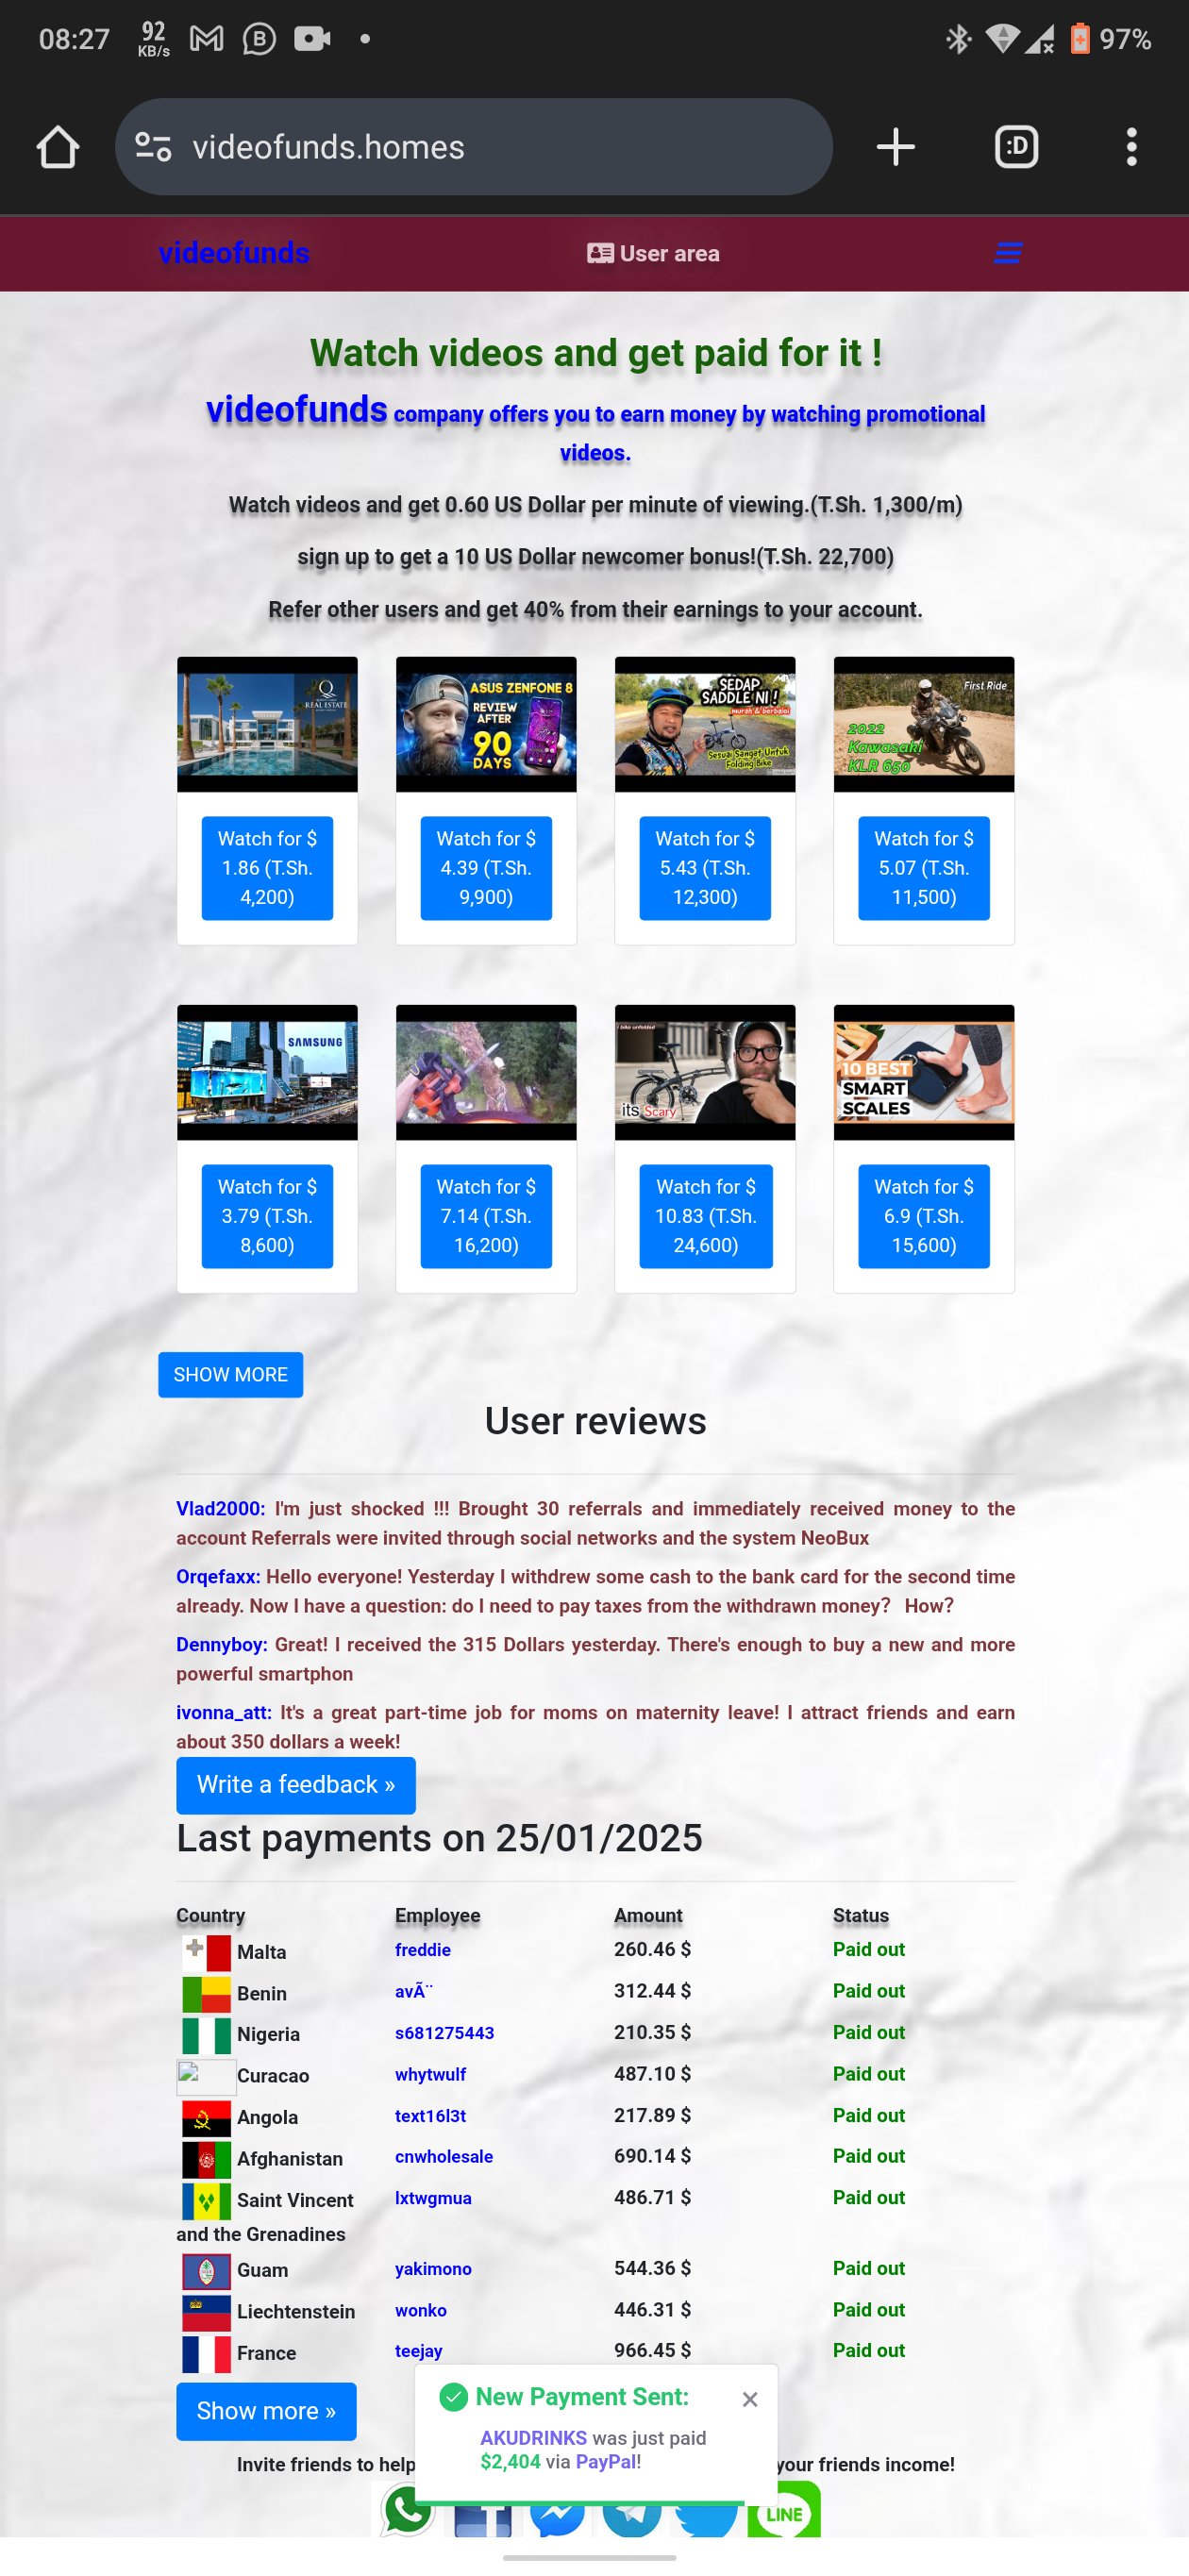 08:27
92
KB/s
97%
videofunds.homes
:D
videofunds
User area
Watch videos and get paid for it !
videofunds company offers you to earn money by watching promotional
videos.
Watch videos and get 0.60 US Dollar per minute of viewing.(T.Sh. 1,300/m)
sign up to get a 10 US Dollar newcomer bonus!(T.Sh. 22,700)
Refer other users and get 40% from their earnings to your account.
REAL ESTATE
ASUS ZENFONE 8
REVIEW
AFTER
90
DAYS
SEDAP
SADDLE NI !
murah & berbaloi
Sesuai Sangat Untuk
Folding Bike
First Ride
2022
Kawasaki
KLR 650
Watch for $
1.86 (T.Sh.
4,200)
Watch for $
4.39 (T.Sh.
9,900)
Watch for $
5.43 (T.Sh.
12,300)
Watch for $
5.07 (T.Sh.
11,500)
SAMSUNG
i bike unfolded
its Scary
10 BEST
SMART
SCALES
Watch for $
3.79 (T.Sh.
8,600)
Watch for $
7.14 (T.Sh.
16,200)
Watch for $
10.83 (T.Sh.
24,600)
Watch for $
6.9 (T.Sh.
15,600)
SHOW MORE
User reviews
Vlad2000: I'm just shocked !!! Brought 30 referrals and immediately received money to the
account Referrals were invited through social networks and the system NeoBux
Orqefaxx: Hello everyone! Yesterday I withdrew some cash to the bank card for the second time
already. Now I have a question: do I need to pay taxes from the withdrawn money? How?
Dennyboy: Great! I received the 315 Dollars yesterday. There's enough to buy a new and more
powerful smartphon
ivonna_att: It's a great part-time job for moms on maternity leave! I attract friends and earn
about 350 dollars a week!
Write a feedback »
Last payments on 25/01/2025
Country Employee Amount Status
Malta freddie 260.46 $ Paid out
Benin avÃ¨ 312.44 $ Paid out
Nigeria s681275443 210.35 $ Paid out
Curacao whytwulf 487.10 $ Paid out
Angola text16l3t 217.89 $ Paid out
Afghanistan cnwholesale 690.14 $ Paid out
Saint Vincent lxtwgmua 486.71 $ Paid out
and the Grenadines
Guam yakimono 544.36 $ Paid out
Liechtenstein wonko 446.31 $ Paid out
France teejay 966.45 $ Paid out
Show more »
New Payment Sent:
AKUDRINKS was just paid
$2,404 via PayPal!
Invite friends to help your friends income!
LINE